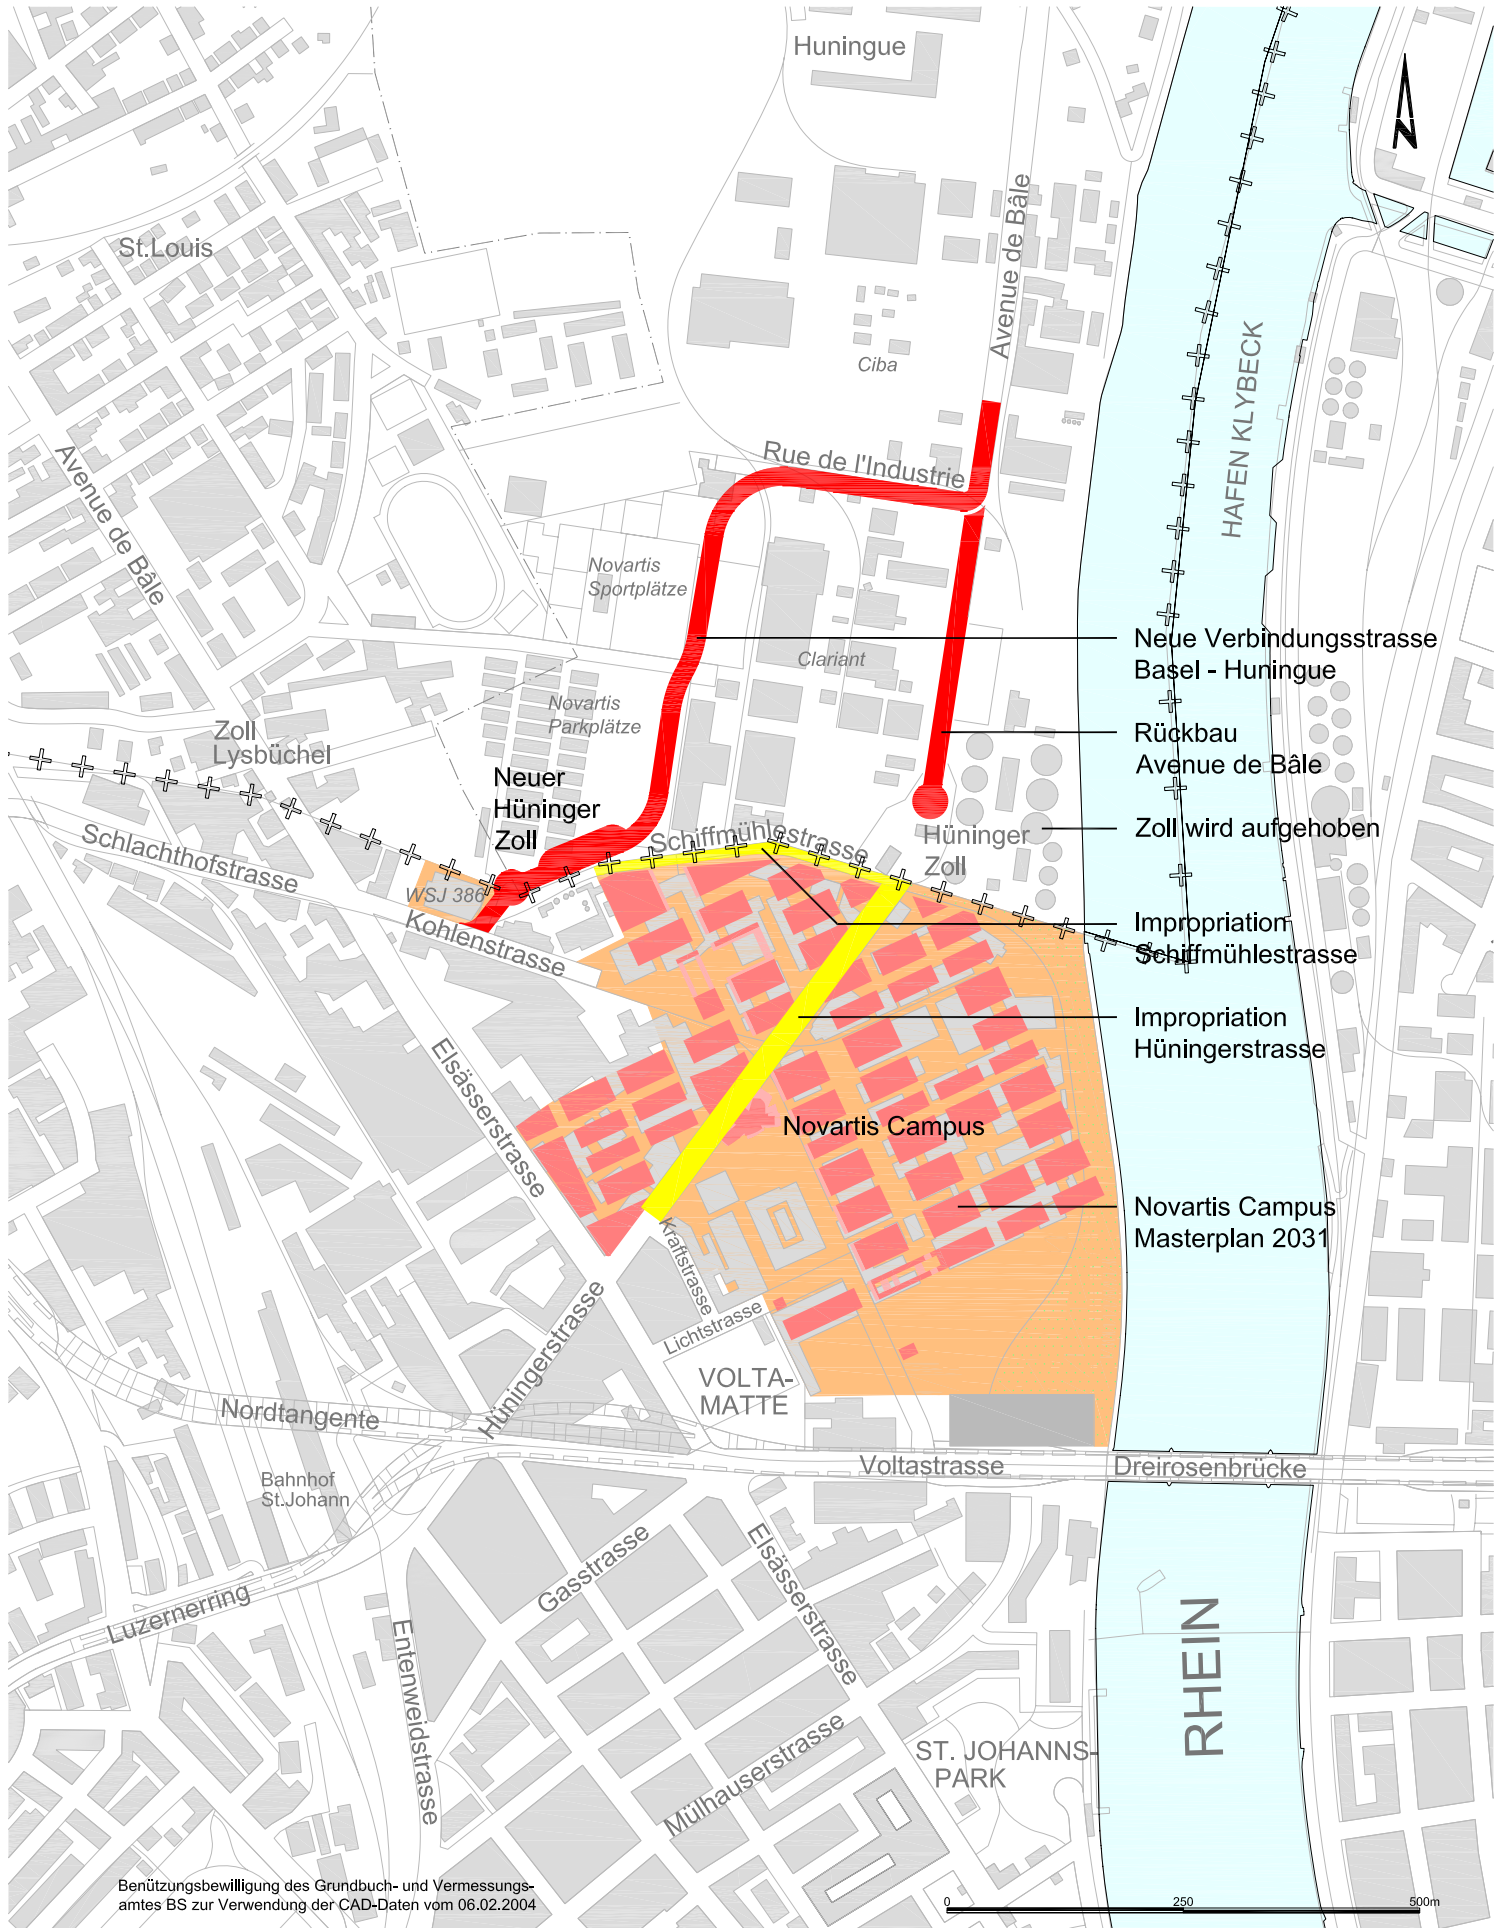 Huningue
N
St.Louis
Avenue de Bâle
Ciba
HAFEN KLYBECK
Rue de l'Industrie
Avenue de Bâle
Novartis
Sportplätze
Neue Verbindungsstrasse
Basel - Huningue
Clariant
Novartis
Parkplätze
Zoll
Lysbüchel
Rückbau
Avenue de Bâle
Neuer
Hüninger
Zoll
Schiffmühlestrasse
Hüninger
Zoll
Zoll wird aufgehoben
Schlachthofstrasse
WSJ 386
Kohlenstrasse
Impropriation
Schiffmühlestrasse
Impropriation
Hüningerstrasse
Elsässerstrasse
Novartis Campus
Novartis Campus
Masterplan 2031
Kraftstrasse
Lichtstrasse
Hüningerstrasse
VOLTA-
MATTE
Nordtangente
Voltastrasse
Dreirosenbrücke
Bahnhof
St.Johann
Gasstrasse
Elsässerstrasse
Luzernerring
Entenweidstrasse
RHEIN
Mülhauserstrasse
ST. JOHANNS-
PARK
Benützungsbewilligung des Grundbuch- und Vermessungs-
amtes BS zur Verwendung der CAD-Daten vom 06.02.2004
0 250 500m